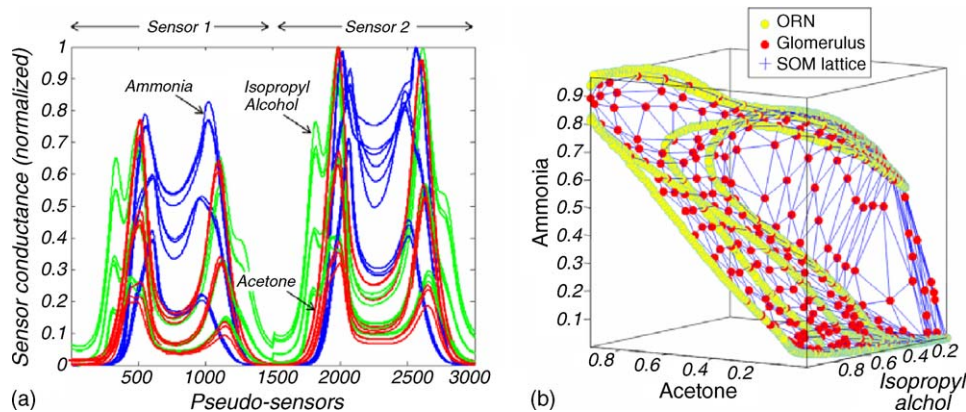 Sensor 1 Sensor 2
Sensor conductance (normalized)
1
0.9
0.8
0.7
0.6
0.5
0.4
0.3
0.2
0.1
0
Ammonia
Isopropyl
Alcohol
Acetone
500 1000 1500 2000 2500 3000
Pseudo-sensors
(a)
ORN
Glomerulus
SOM lattice
Ammonia
0.9
0.8
0.7
0.6
0.5
0.4
0.3
0.2
0.1
0.8 0.6 0.4 0.2
Acetone
0.8 0.6 0.4 0.2
Isopropyl
alchol
(b)